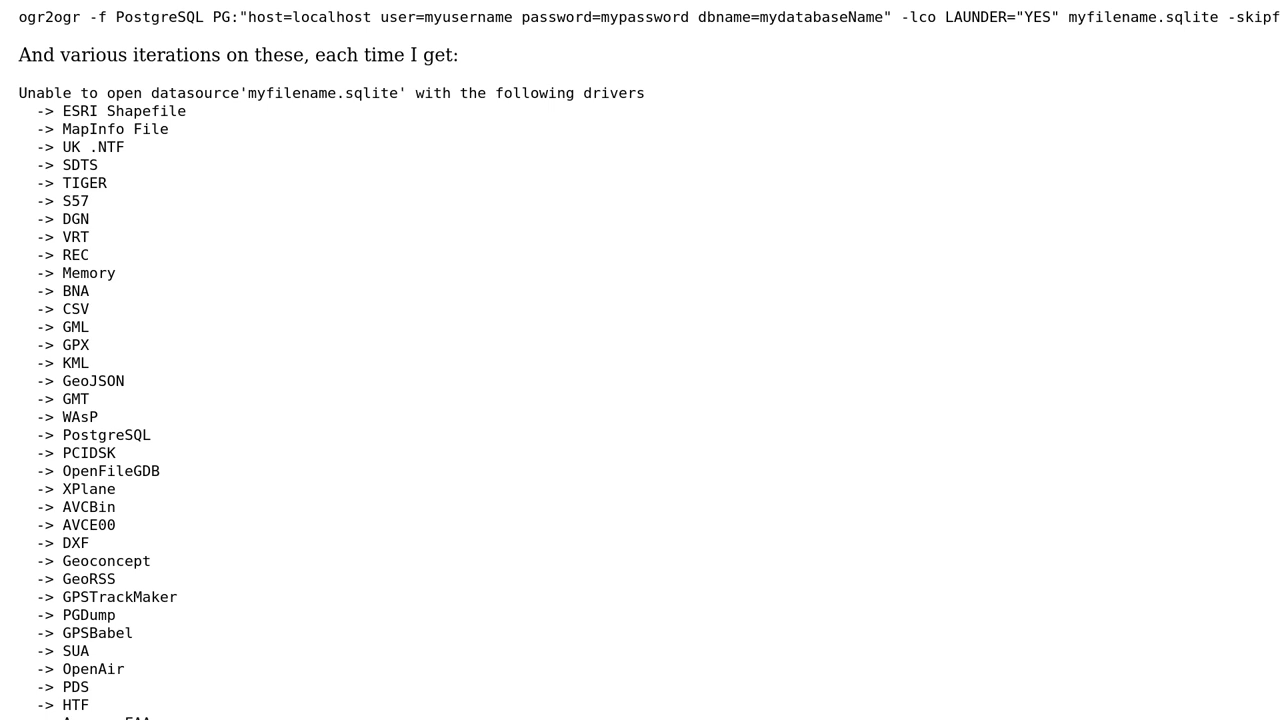 ogr2ogr -f PostgreSQL PG:"host=localhost user=myusername password=mypassword dbname=mydatabaseName" -lco LAUNDER="YES" myfilename.sqlite -skipf
And various iterations on these, each time I get:
Unable to open datasource'myfilename.sqlite' with the following drivers
-> ESRI Shapefile
-> MapInfo File
-> UK .NTF
-> SDTS
-> TIGER
-> S57
-> DGN
-> VRT
-> REC
-> Memory
-> BNA
-> CSV
-> GML
-> GPX
-> KML
-> GeoJSON
-> GMT
-> WAsP
-> PostgreSQL
-> PCIDSK
-> OpenFileGDB
-> XPlane
-> AVCBin
-> AVCE00
-> DXF
-> Geoconcept
-> GeoRSS
-> GPSTrackMaker
-> PGDump
-> GPSBabel
-> SUA
-> OpenAir
-> PDS
-> HTF